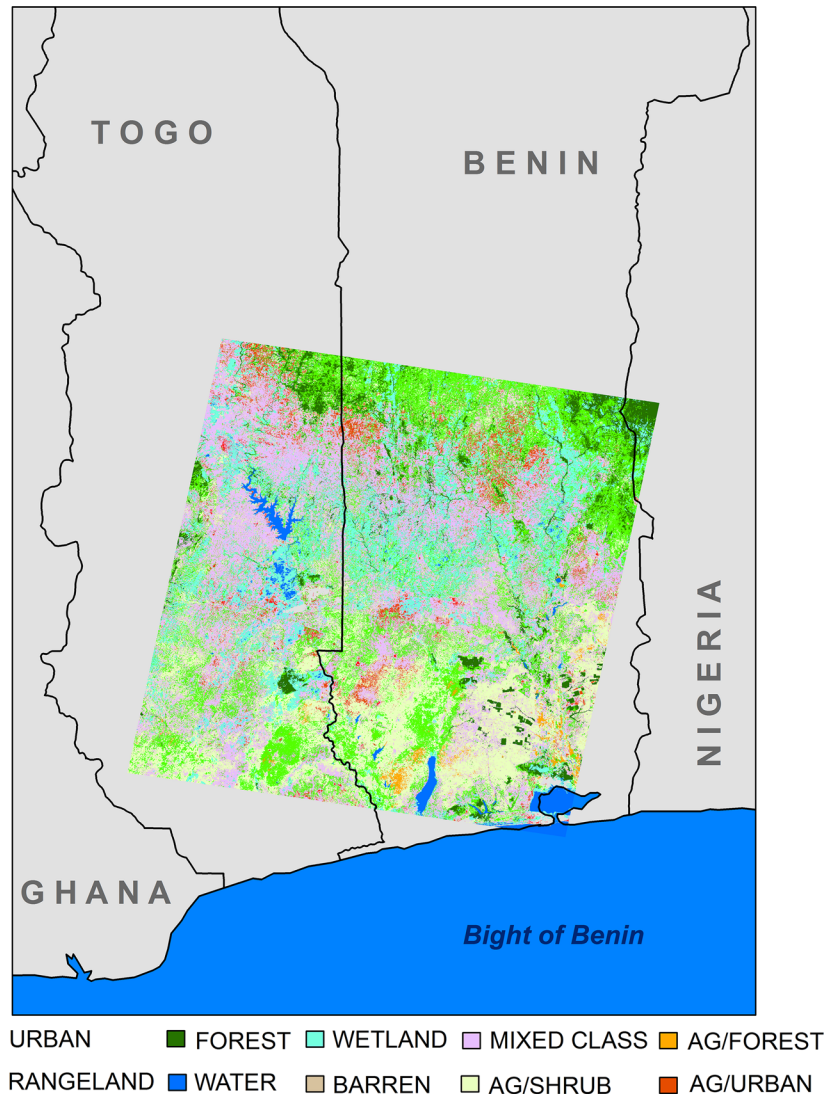 TOGO
BENIN
NIGERIA
GHANA
Bight of Benin
URBAN FOREST WETLAND MIXED CLASS AG/FOREST
RANGELAND WATER BARREN AG/SHRUB AG/URBAN